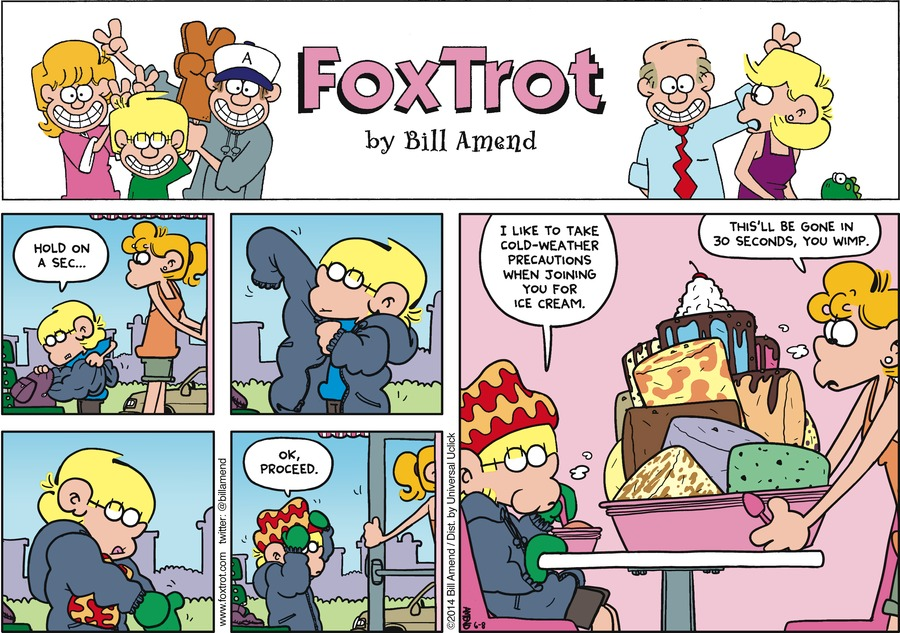 A
FOXTROT
by Bill Amend
HOLD ON
A SEC...
OK,
PROCEED.
www.foxtrot.com twitter: @billamend
I LIKE TO TAKE
COLD-WEATHER
PRECAUTIONS
WHEN JOINING
YOU FOR
ICE CREAM.
THIS'LL BE GONE IN
30 SECONDS, YOU WIMP.
©2014 Bill Amend / Dist. by Universal Uclick
6-8